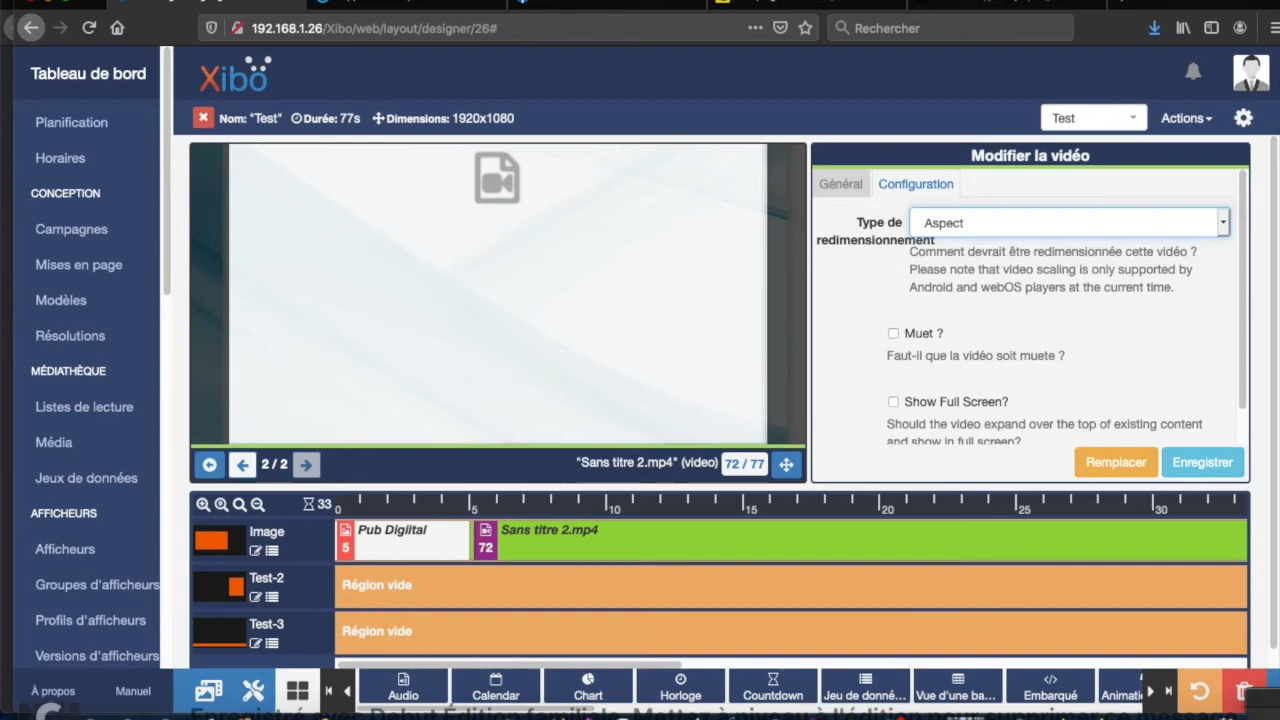 192.168.1.26/Xibo/web/layout/designer/26#
Rechercher
Tableau de bord
Planification
Horaires
CONCEPTION
Campagnes
Mises en page
Modèles
Résolutions
MÉDIATHÈQUE
Listes de lecture
Média
Jeux de données
AFFICHEURS
Afficheurs
Groupes d'afficheurs
Profils d'afficheurs
Versions d'afficheurs
À propos
Manuel
Xibo
Nom: "Test" Durée: 77s Dimensions: 1920x1080
Test
Actions
2 / 2
"Sans titre 2.mp4" (video) 72 / 77
Modifier la vidéo
Général Configuration
Type de redimensionnement
Aspect
Comment devrait être redimensionnée cette vidéo ?
Please note that video scaling is only supported by
Android and webOS players at the current time.
Muet ?
Faut-il que la vidéo soit muete ?
Show Full Screen?
Should the video expand over the top of existing content
and show in full screen?
Remplacer Enregistrer
33 0 5 10 15 20 25 30
Image
5 Pub Digiital
72 Sans titre 2.mp4
Test-2
Région vide
Test-3
Région vide
Audio Calendar Chart Horloge Countdown Jeu de donné... Vue d'une ba... Embarqué Animati